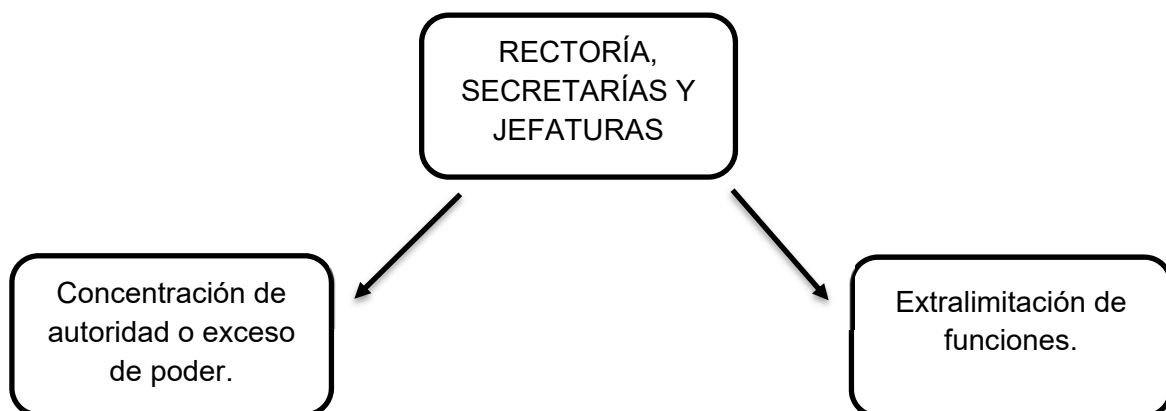 RECTORÍA,
SECRETARÍAS Y
JEFATURAS
Concentración de
autoridad o exceso
de poder.
Extralimitación de
funciones.